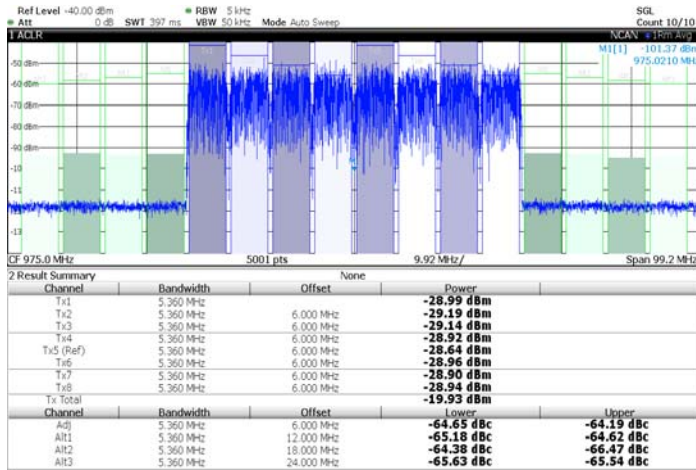 Ref Level -40.00 dBm RBW 5 kHz SGL
Att 0 dB SWT 397 ms VBW 50 kHz Mode Auto Sweep Count 10/10
1 ACLR NCAN 1Rm Avg
M1[1] -101.37 dBm
975.0210 MHz
-50 dBm
-60 dBm
-70 dBm
-80 dBm
-90 dBm
-10
-11
-13
CF 975.0 MHz 5001 pts 9.92 MHz/ Span 99.2 MHz
2 Result Summary None
Channel Bandwidth Offset Power
Tx1 5.360 MHz -28.99 dBm
Tx2 5.360 MHz 6.000 MHz -29.19 dBm
Tx3 5.360 MHz 6.000 MHz -29.14 dBm
Tx4 5.360 MHz 6.000 MHz -28.92 dBm
Tx5 (Ref) 5.360 MHz 6.000 MHz -28.64 dBm
Tx6 5.360 MHz 6.000 MHz -28.96 dBm
Tx7 5.360 MHz 6.000 MHz -28.90 dBm
Tx8 5.360 MHz 6.000 MHz -28.94 dBm
Tx Total -19.93 dBm
Channel Bandwidth Offset Lower Upper
Adj 5.360 MHz 6.000 MHz -64.65 dBc -64.19 dBc
Alt1 5.360 MHz 12.000 MHz -65.18 dBc -64.62 dBc
Alt2 5.360 MHz 18.000 MHz -64.38 dBc -66.47 dBc
Alt3 5.360 MHz 24.000 MHz -65.63 dBc -65.54 dBc